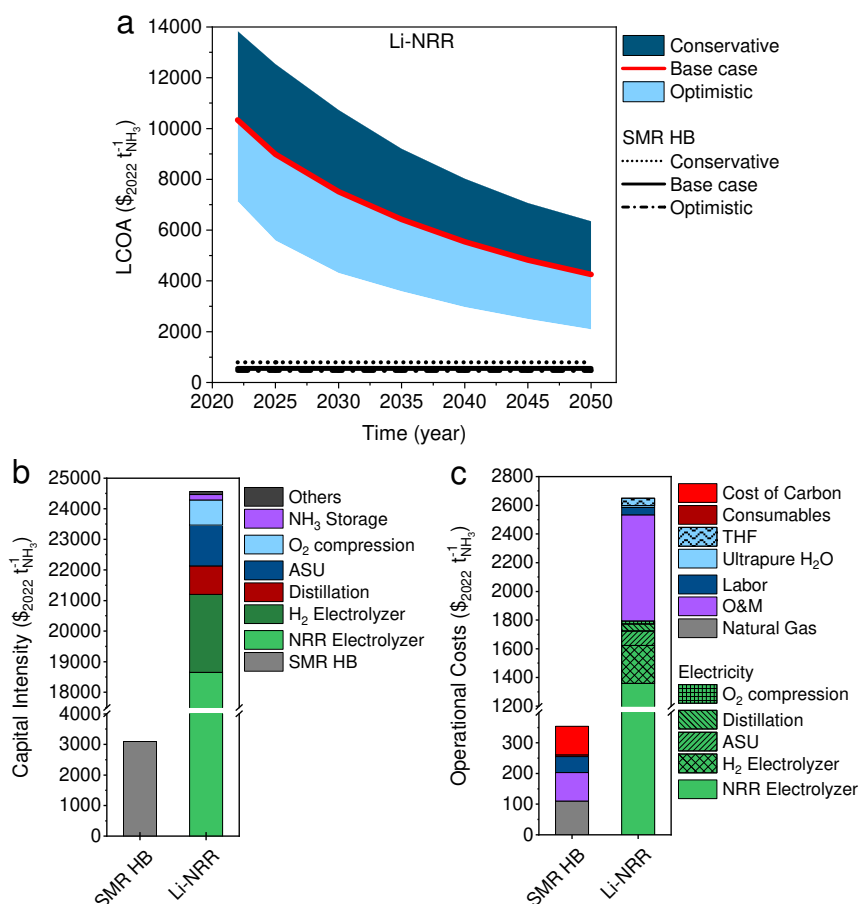 a
Li-NRR
LCOA ($2022 t-1NH3)
14000
12000
10000
8000
6000
4000
2000
0
2020
2025
2030
2035
2040
2045
2050
Time (year)
Conservative
Base case
Optimistic
SMR HB
Conservative
Base case
Optimistic
b
Capital Intensity ($2022 t-1NH3)
25000
24000
23000
22000
21000
20000
19000
18000
4000
3000
2000
1000
0
SMR HB
Li-NRR
Others
NH3 Storage
O2 compression
ASU
Distillation
H2 Electrolyzer
NRR Electrolyzer
SMR HB
c
Operational Costs ($2022 t-1NH3)
2800
2600
2400
2200
2000
1800
1600
1400
1200
300
200
100
0
SMR HB
Li-NRR
Cost of Carbon
Consumables
THF
Ultrapure H2O
Labor
O&M
Natural Gas
Electricity
O2 compression
Distillation
ASU
H2 Electrolyzer
NRR Electrolyzer